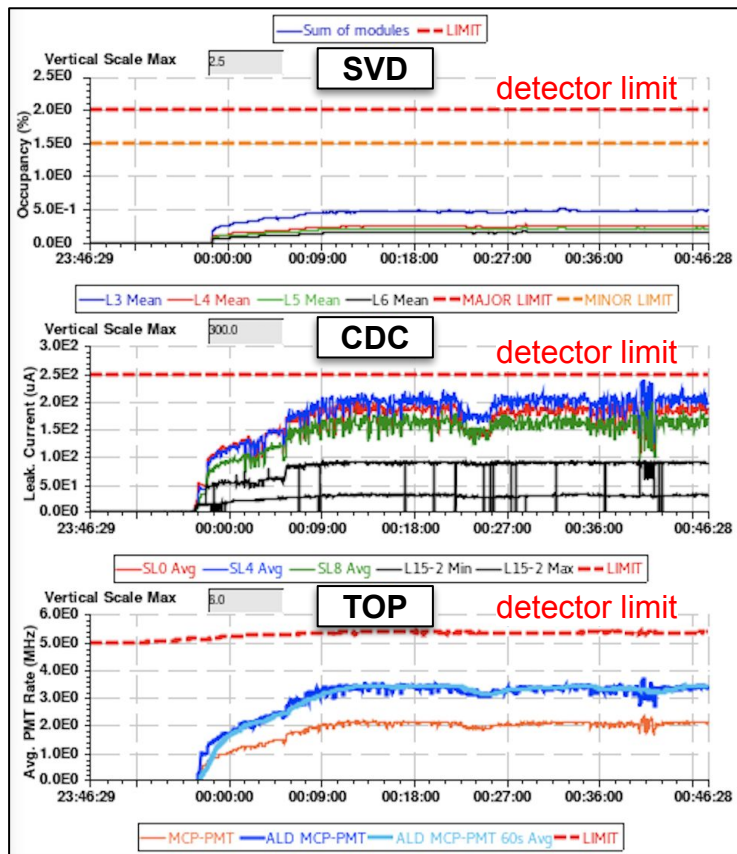 Sum of modules LIMIT
Vertical Scale Max 2.5
SVD
detector limit
Occupancy (%)
2.5E0
2.0E0
1.5E0
1.0E0
5.0E-1
0.0E0
23:46:29 00:00:00 00:09:00 00:18:00 00:27:00 00:36:00 00:46:28
L3 Mean L4 Mean L5 Mean L6 Mean MAJOR LIMIT MINOR LIMIT
Vertical Scale Max 300.0
CDC
detector limit
Leak. Current (uA)
3.0E2
2.5E2
2.0E2
1.5E2
1.0E2
5.0E1
0.0E0
23:46:29 00:00:00 00:09:00 00:18:00 00:27:00 00:36:00 00:46:28
SL0 Avg SL4 Avg SL8 Avg L15-2 Min L15-2 Max LIMIT
Vertical Scale Max 6.0
TOP
detector limit
Avg. PMT Rate (MHz)
6.0E0
5.0E0
4.0E0
3.0E0
2.0E0
1.0E0
0.0E0
23:46:29 00:00:00 00:09:00 00:18:00 00:27:00 00:36:00 00:46:28
MCP-PMT ALD MCP-PMT ALD MCP-PMT 60s Avg LIMIT